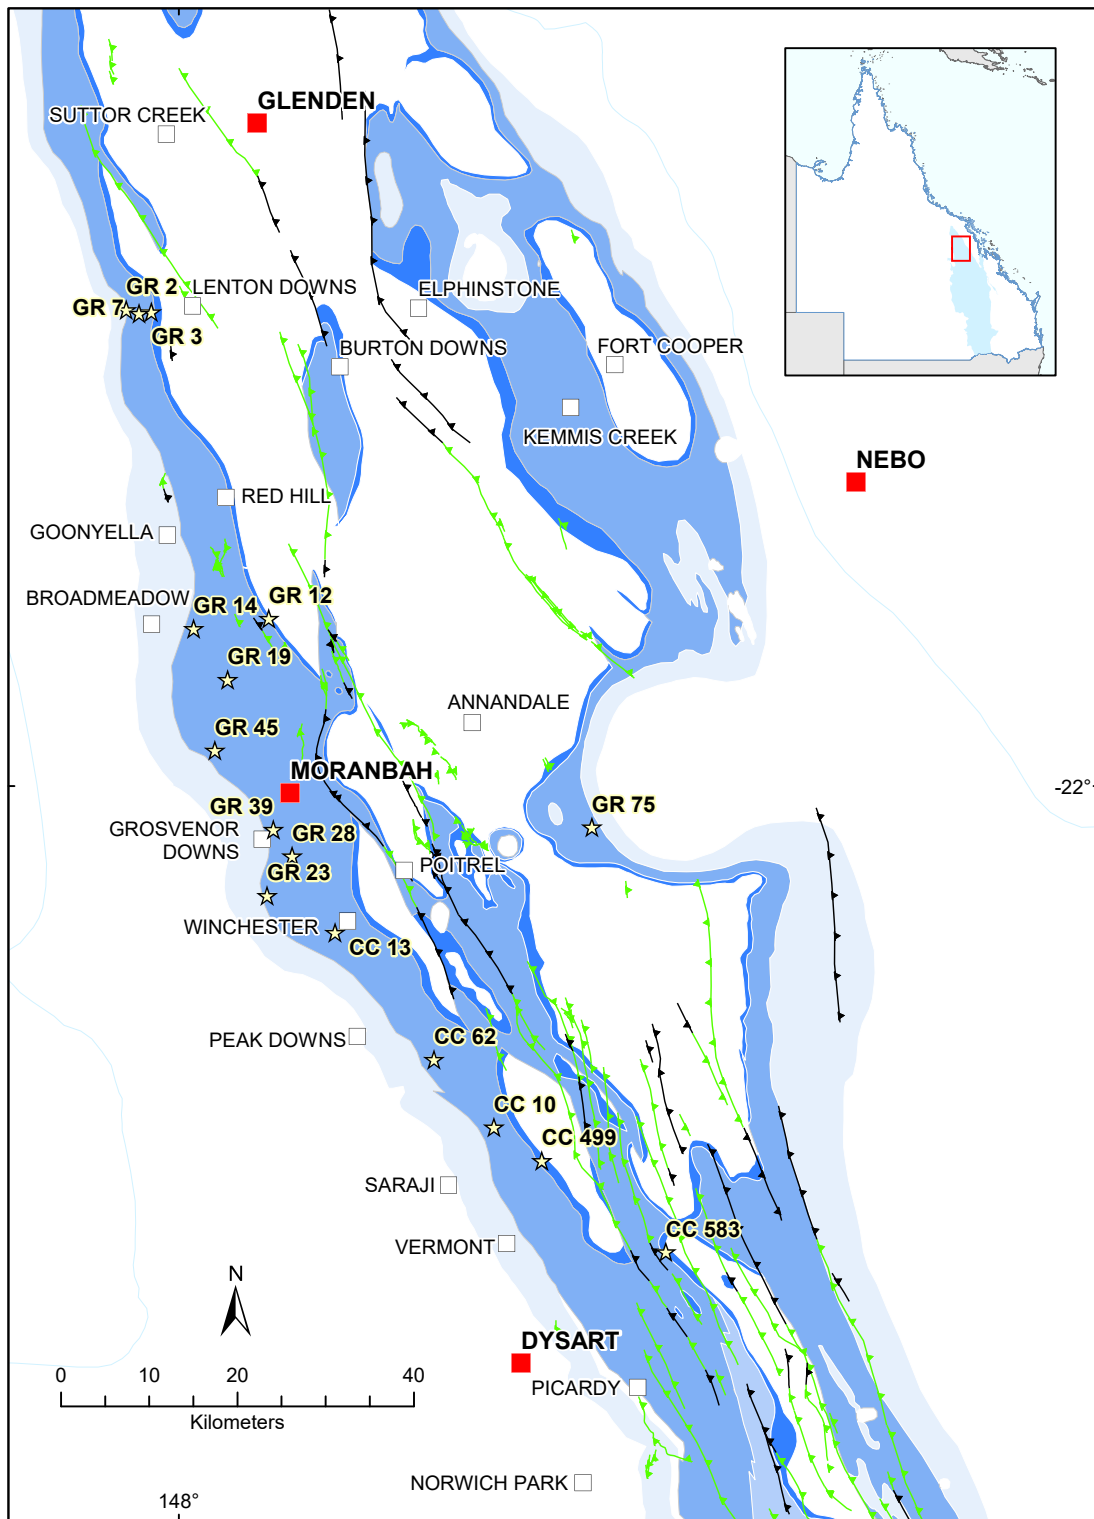 GLENDEN
SUTTOR CREEK
GR 2
LENTON DOWNS
GR 7
GR 3
ELPHINSTONE
BURTON DOWNS
FORT COOPER
KEMMIS CREEK
NEBO
RED HILL
GOONYELLA
BROADMEADOW
GR 14
GR 12
GR 19
ANNANDALE
GR 45
MORANBAH
-22°
GR 39
GR 75
GROSVENOR
DOWNS
GR 28
POITREL
GR 23
WINCHESTER
CC 13
PEAK DOWNS
CC 62
CC 10
CC 499
SARAJI
CC 583
VERMONT
N
DYSART
0 10 20 40
PICARDY
Kilometers
NORWICH PARK
148°